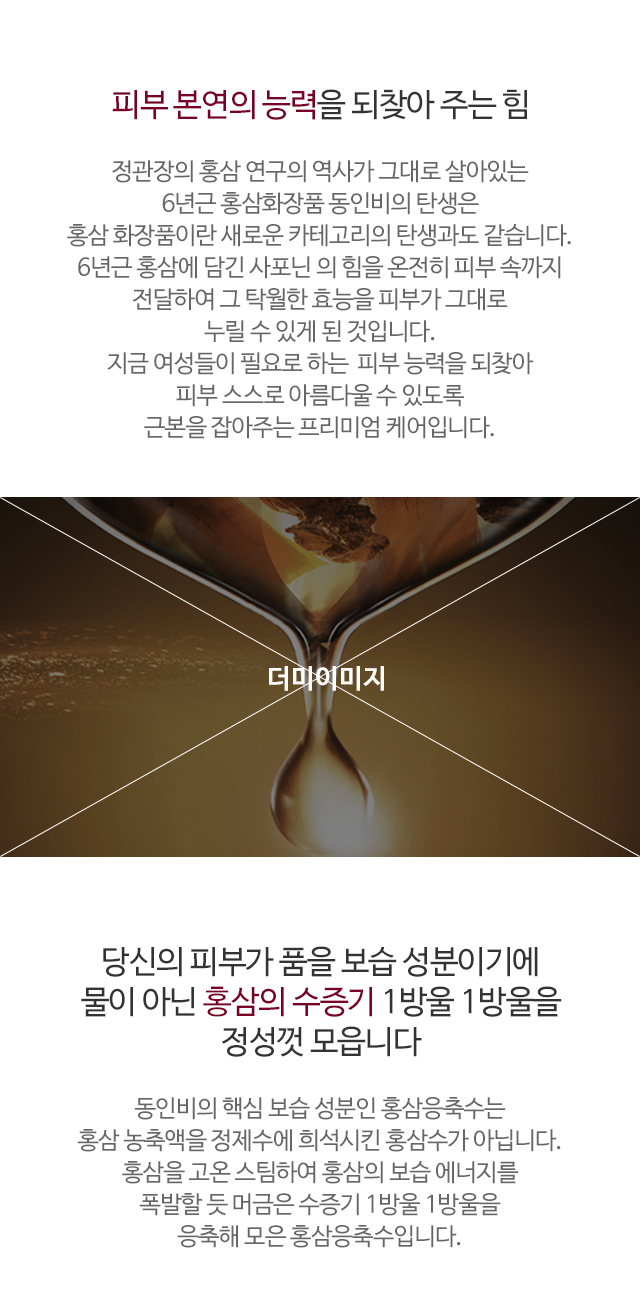 피부 본연의 능력을 되찾아 주는 힘
정관장의 홍삼 연구의 역사가 그대로 살아있는
6년근 홍삼화장품 동인비의 탄생은
홍삼 화장품이란 새로운 카테고리의 탄생과도 같습니다.
6년근 홍삼에 담긴 사포닌 의 힘을 온전히 피부 속까지
전달하여 그 탁월한 효능을 피부가 그대로
누릴 수 있게 된 것입니다.
지금 여성들이 필요로 하는  피부 능력을 되찾아
피부 스스로 아름다울 수 있도록
근본을 잡아주는 프리미엄 케어입니다.
더미이미지
당신의 피부가 품을 보습 성분이기에
물이 아닌 홍삼의 수증기 1방울 1방울을
정성껏 모읍니다
동인비의 핵심 보습 성분인 홍삼응축수는
홍삼 농축액을 정제수에 희석시킨 홍삼수가 아닙니다.
홍삼을 고온 스팀하여 홍삼의 보습 에너지를
폭발할 듯 머금은 수증기 1방울 1방울을
응축해 모은 홍삼응축수입니다.